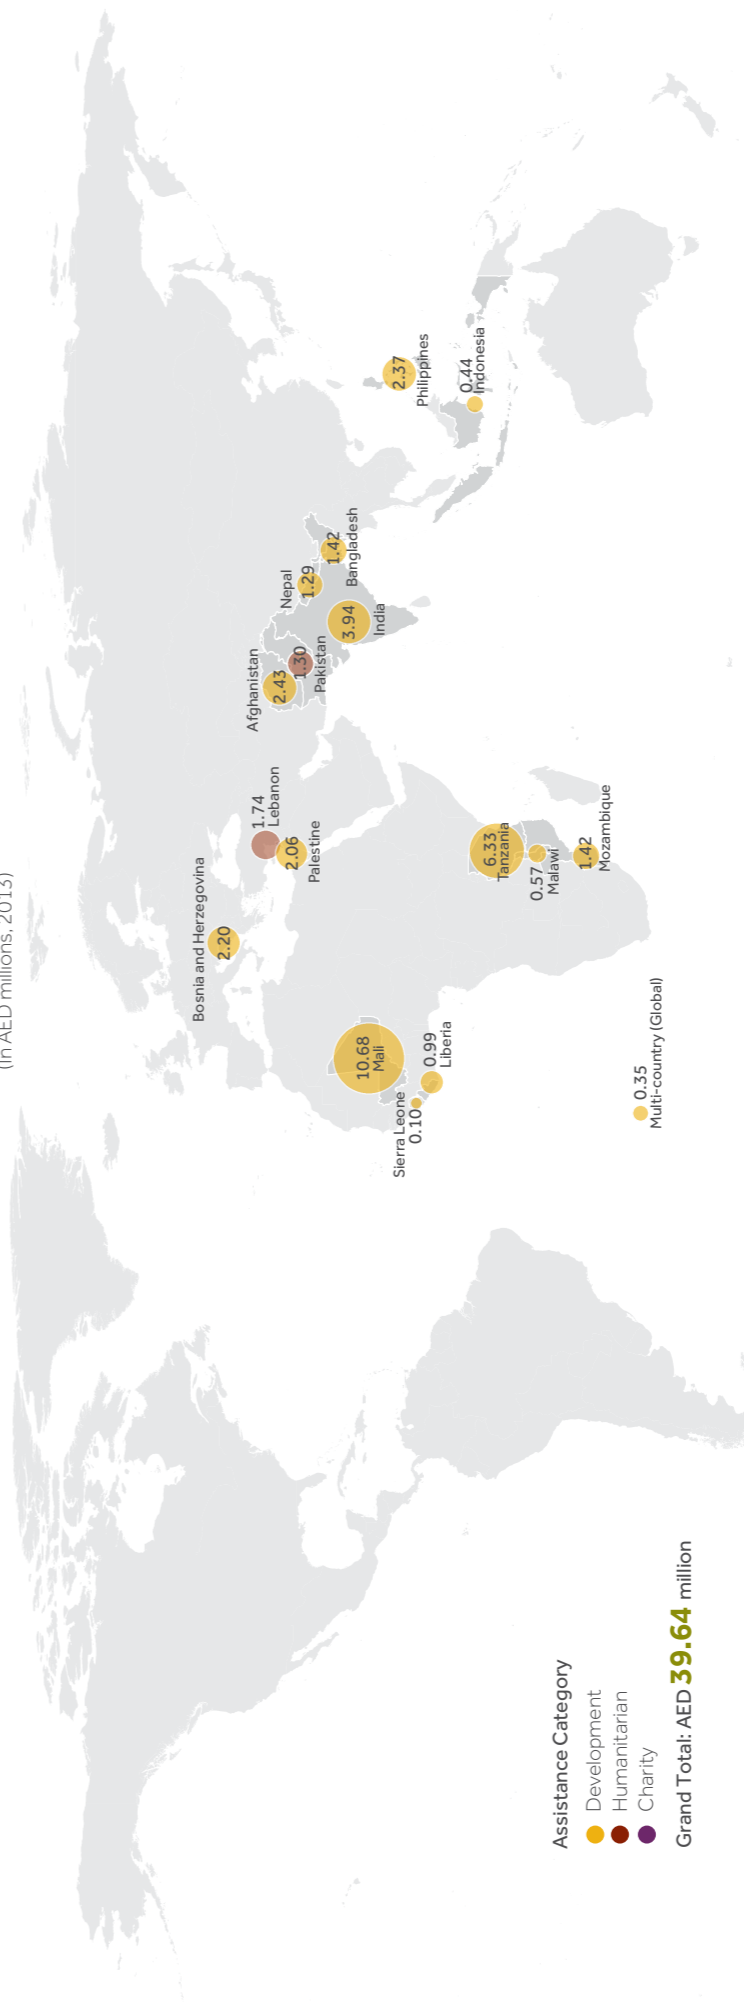 (In AED millions, 2013)
Bosnia and Herzegovina
2.20
1.74
Lebanon
2.06
Palestine
Afghanistan
2.43
1.30
Pakistan
Nepal
1.29
1.42
Bangladesh
3.94
India
2.37
Philippines
0.44
Indonesia
10.68
Mali
0.99
Liberia
Sierra Leone
0.10
6.33
Tanzania
0.57
Malawi
1.42
Mozambique
0.35
Multi-country (Global)
Assistance Category
Development
Humanitarian
Charity
Grand Total: AED 39.64 million